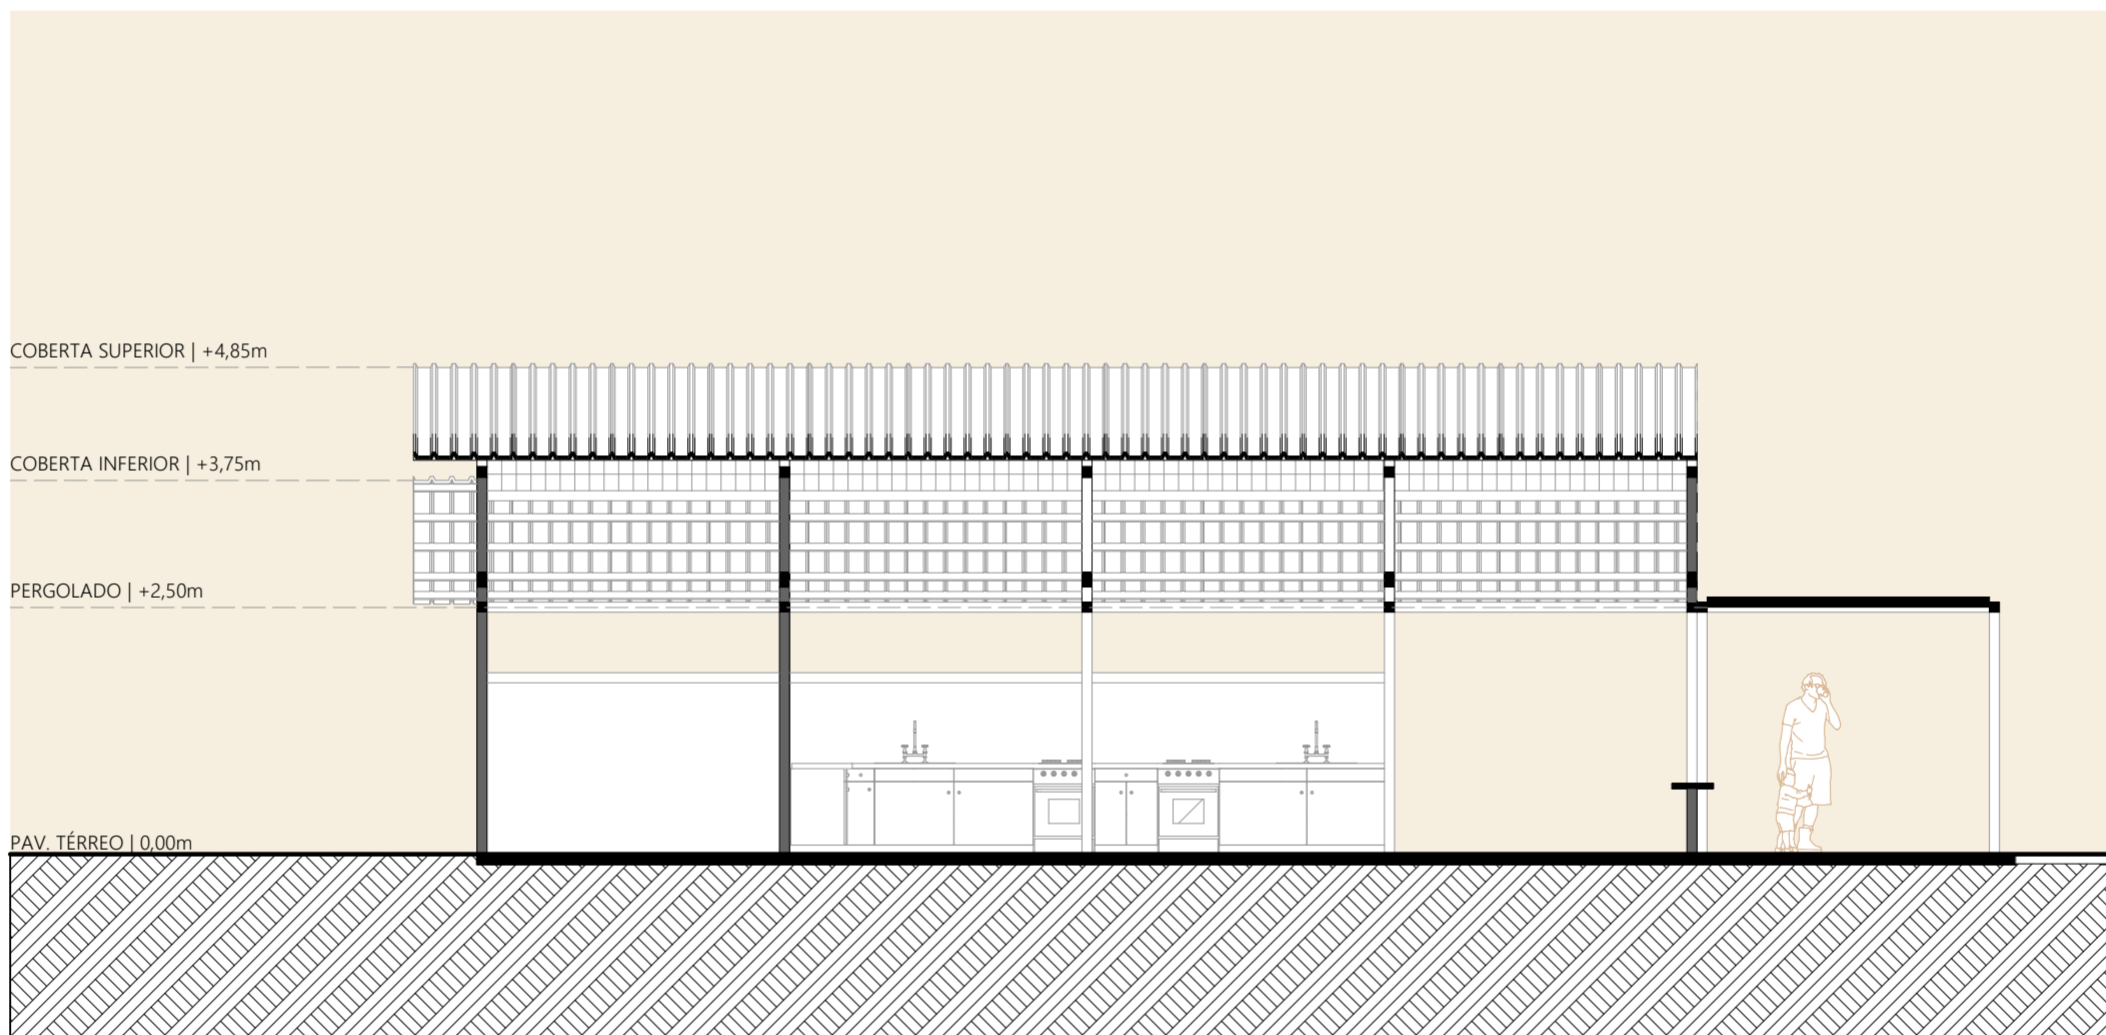 COBERTA SUPERIOR | +4,85m
COBERTA INFERIOR | +3,75m
PERGOLADO | +2,50m
PAV. TÉRREO | 0,00m